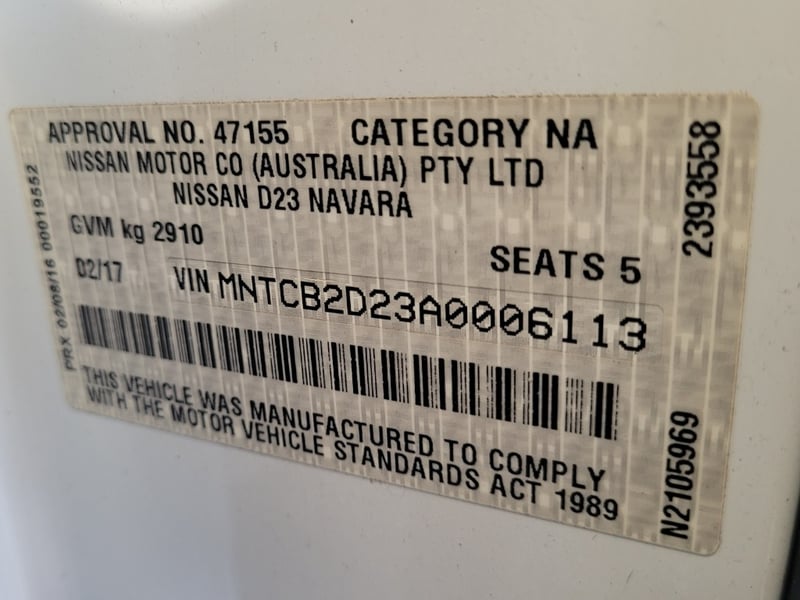 APPROVAL NO. 47155 CATEGORY NA
NISSAN MOTOR CO (AUSTRALIA) PTY LTD
NISSAN D23 NAVARA
GVM kg 2910
SEATS 5
02/17
VIN MNTCB2D23A0006113
THIS VEHICLE WAS MANUFACTURED TO COMPLY
WITH THE MOTOR VEHICLE STANDARDS ACT 1989
PRX 02/08/16 00019552
2393558
N2105969